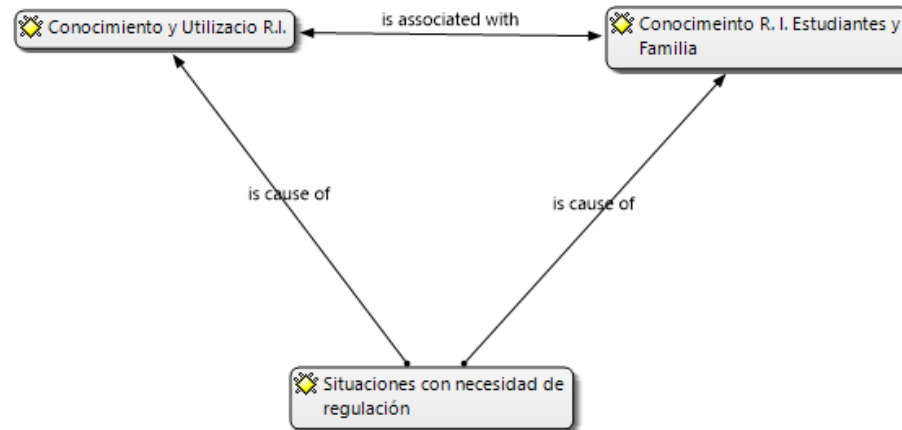 is associated with
Conocimiento y Utilizacio R.I.
Conocimeinto R. I. Estudiantes y
Familia
is cause of
is cause of
Situaciones con necesidad de
regulación